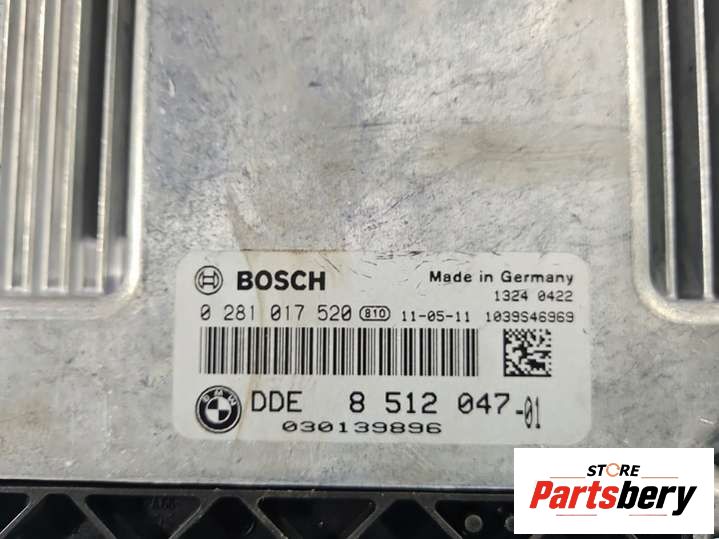 BOSCH Made in Germany
1324 0422
0 281 017 520 810 11-05-11 1039S46969
BMW DDE 8 512 047-01
030139896
STORE
Partsbery